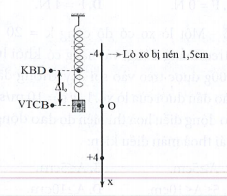 -4 Lò xo bị nén 1,5cm
KBD
Δl₀
VTCB O
+4
x